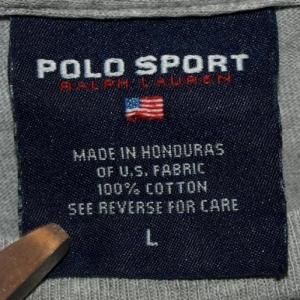 POLO SPORT
RALPH LAUREN
MADE IN HONDURAS
OF U.S. FABRIC
100% COTTON
SEE REVERSE FOR CARE
L